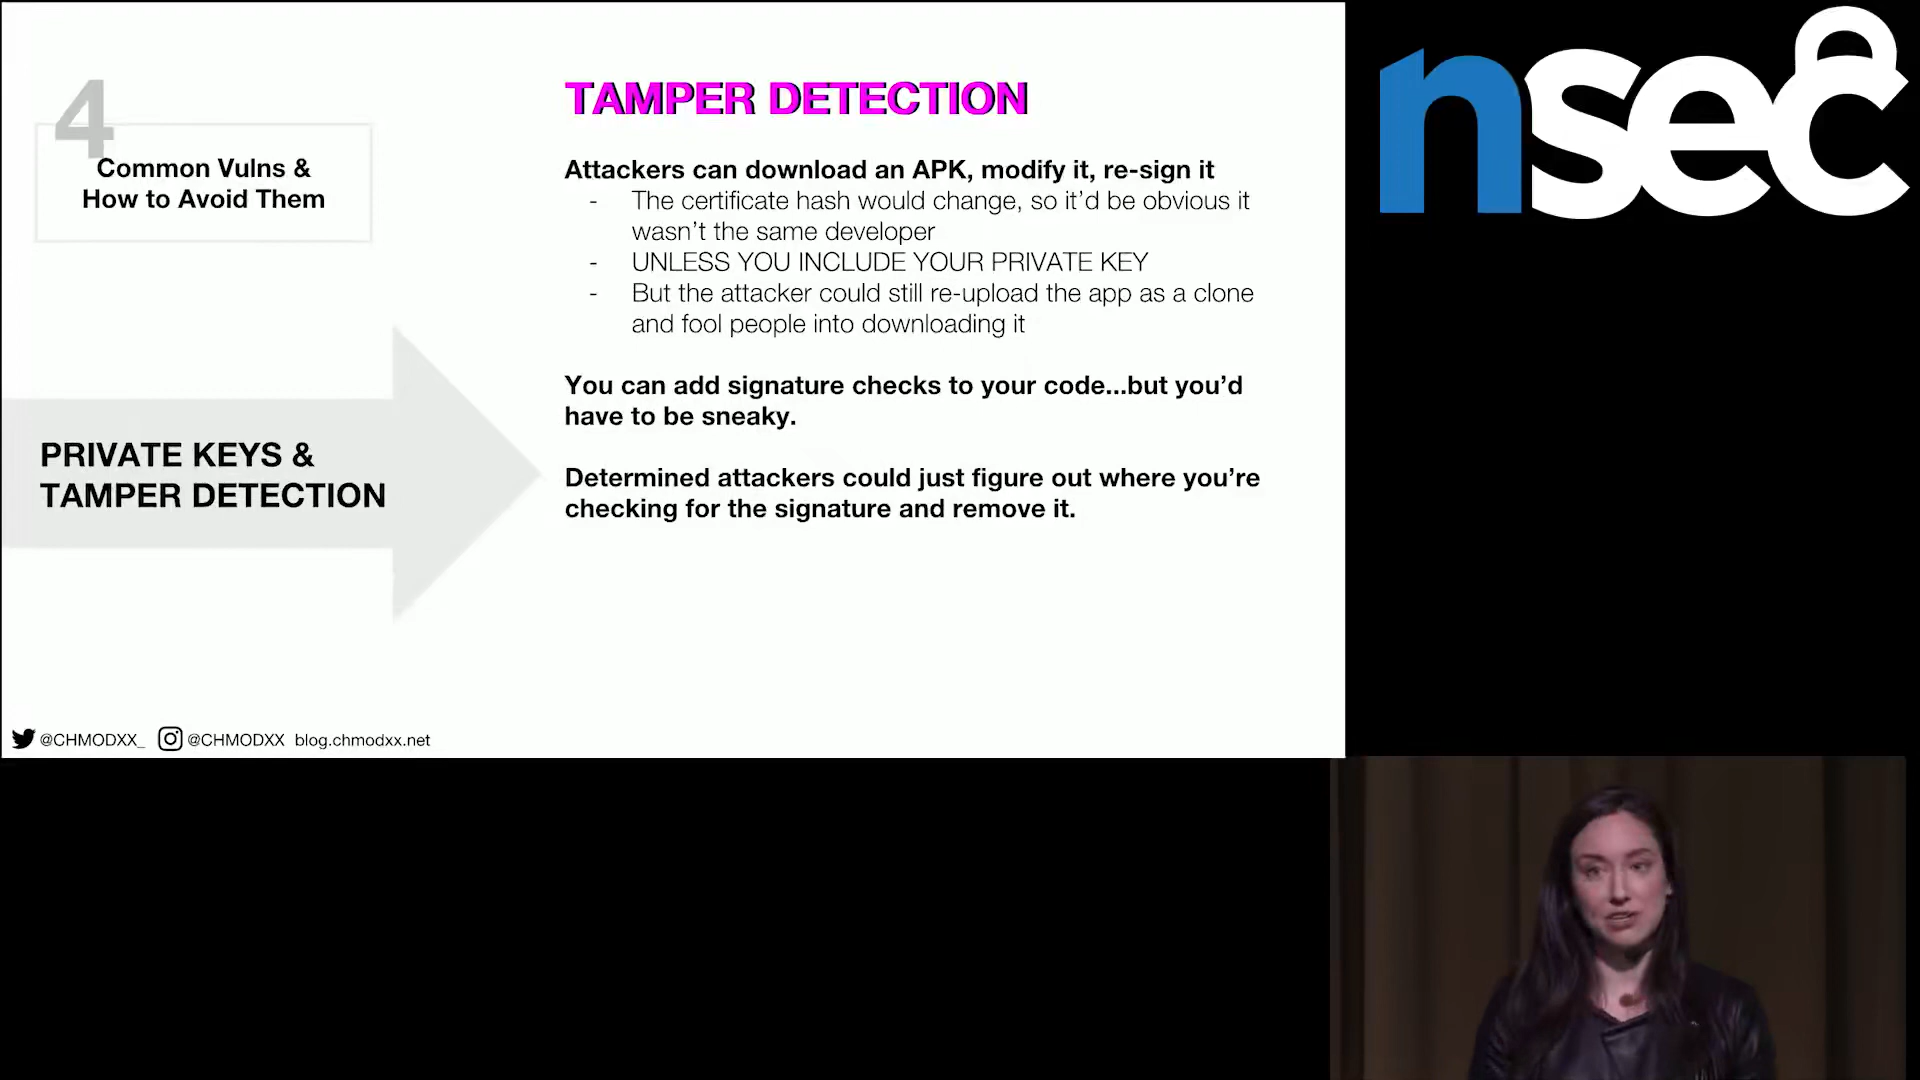 4
Common Vulns &
How to Avoid Them
PRIVATE KEYS &
TAMPER DETECTION
TAMPER DETECTION
Attackers can download an APK, modify it, re-sign it
- The certificate hash would change, so it’d be obvious it
wasn’t the same developer
- UNLESS YOU INCLUDE YOUR PRIVATE KEY
- But the attacker could still re-upload the app as a clone
and fool people into downloading it
You can add signature checks to your code...but you’d
have to be sneaky.
Determined attackers could just figure out where you’re
checking for the signature and remove it.
@CHMODXX_ @CHMODXX blog.chmodxx.net
nsec